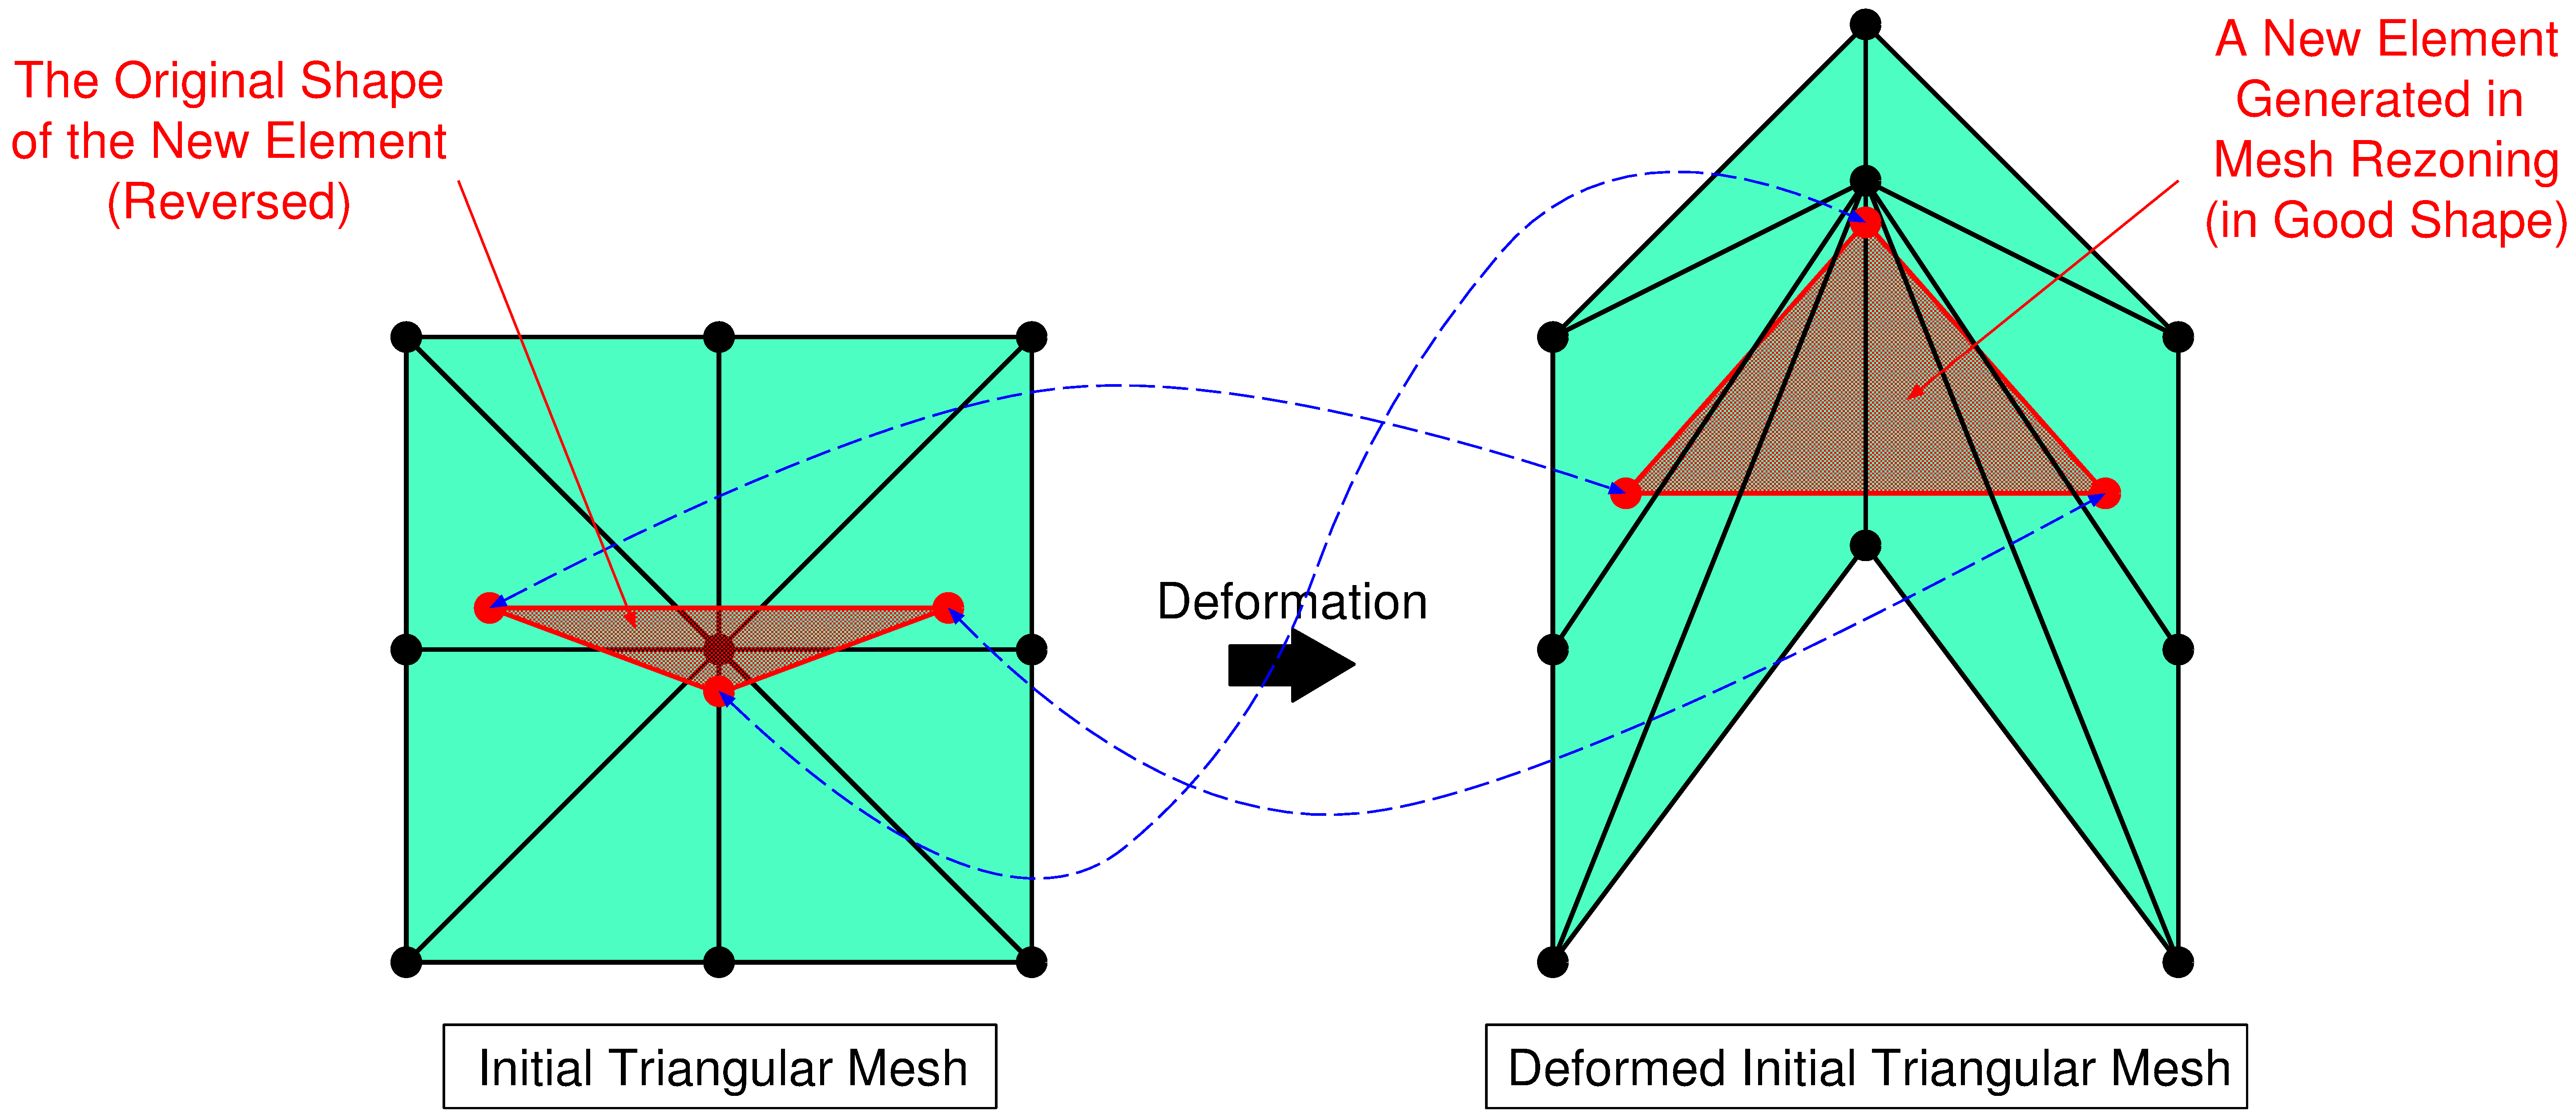 The Original Shape
of the New Element
(Reversed)
A New Element
Generated in
Mesh Rezoning
(in Good Shape)
Deformation
Initial Triangular Mesh
Deformed Initial Triangular Mesh